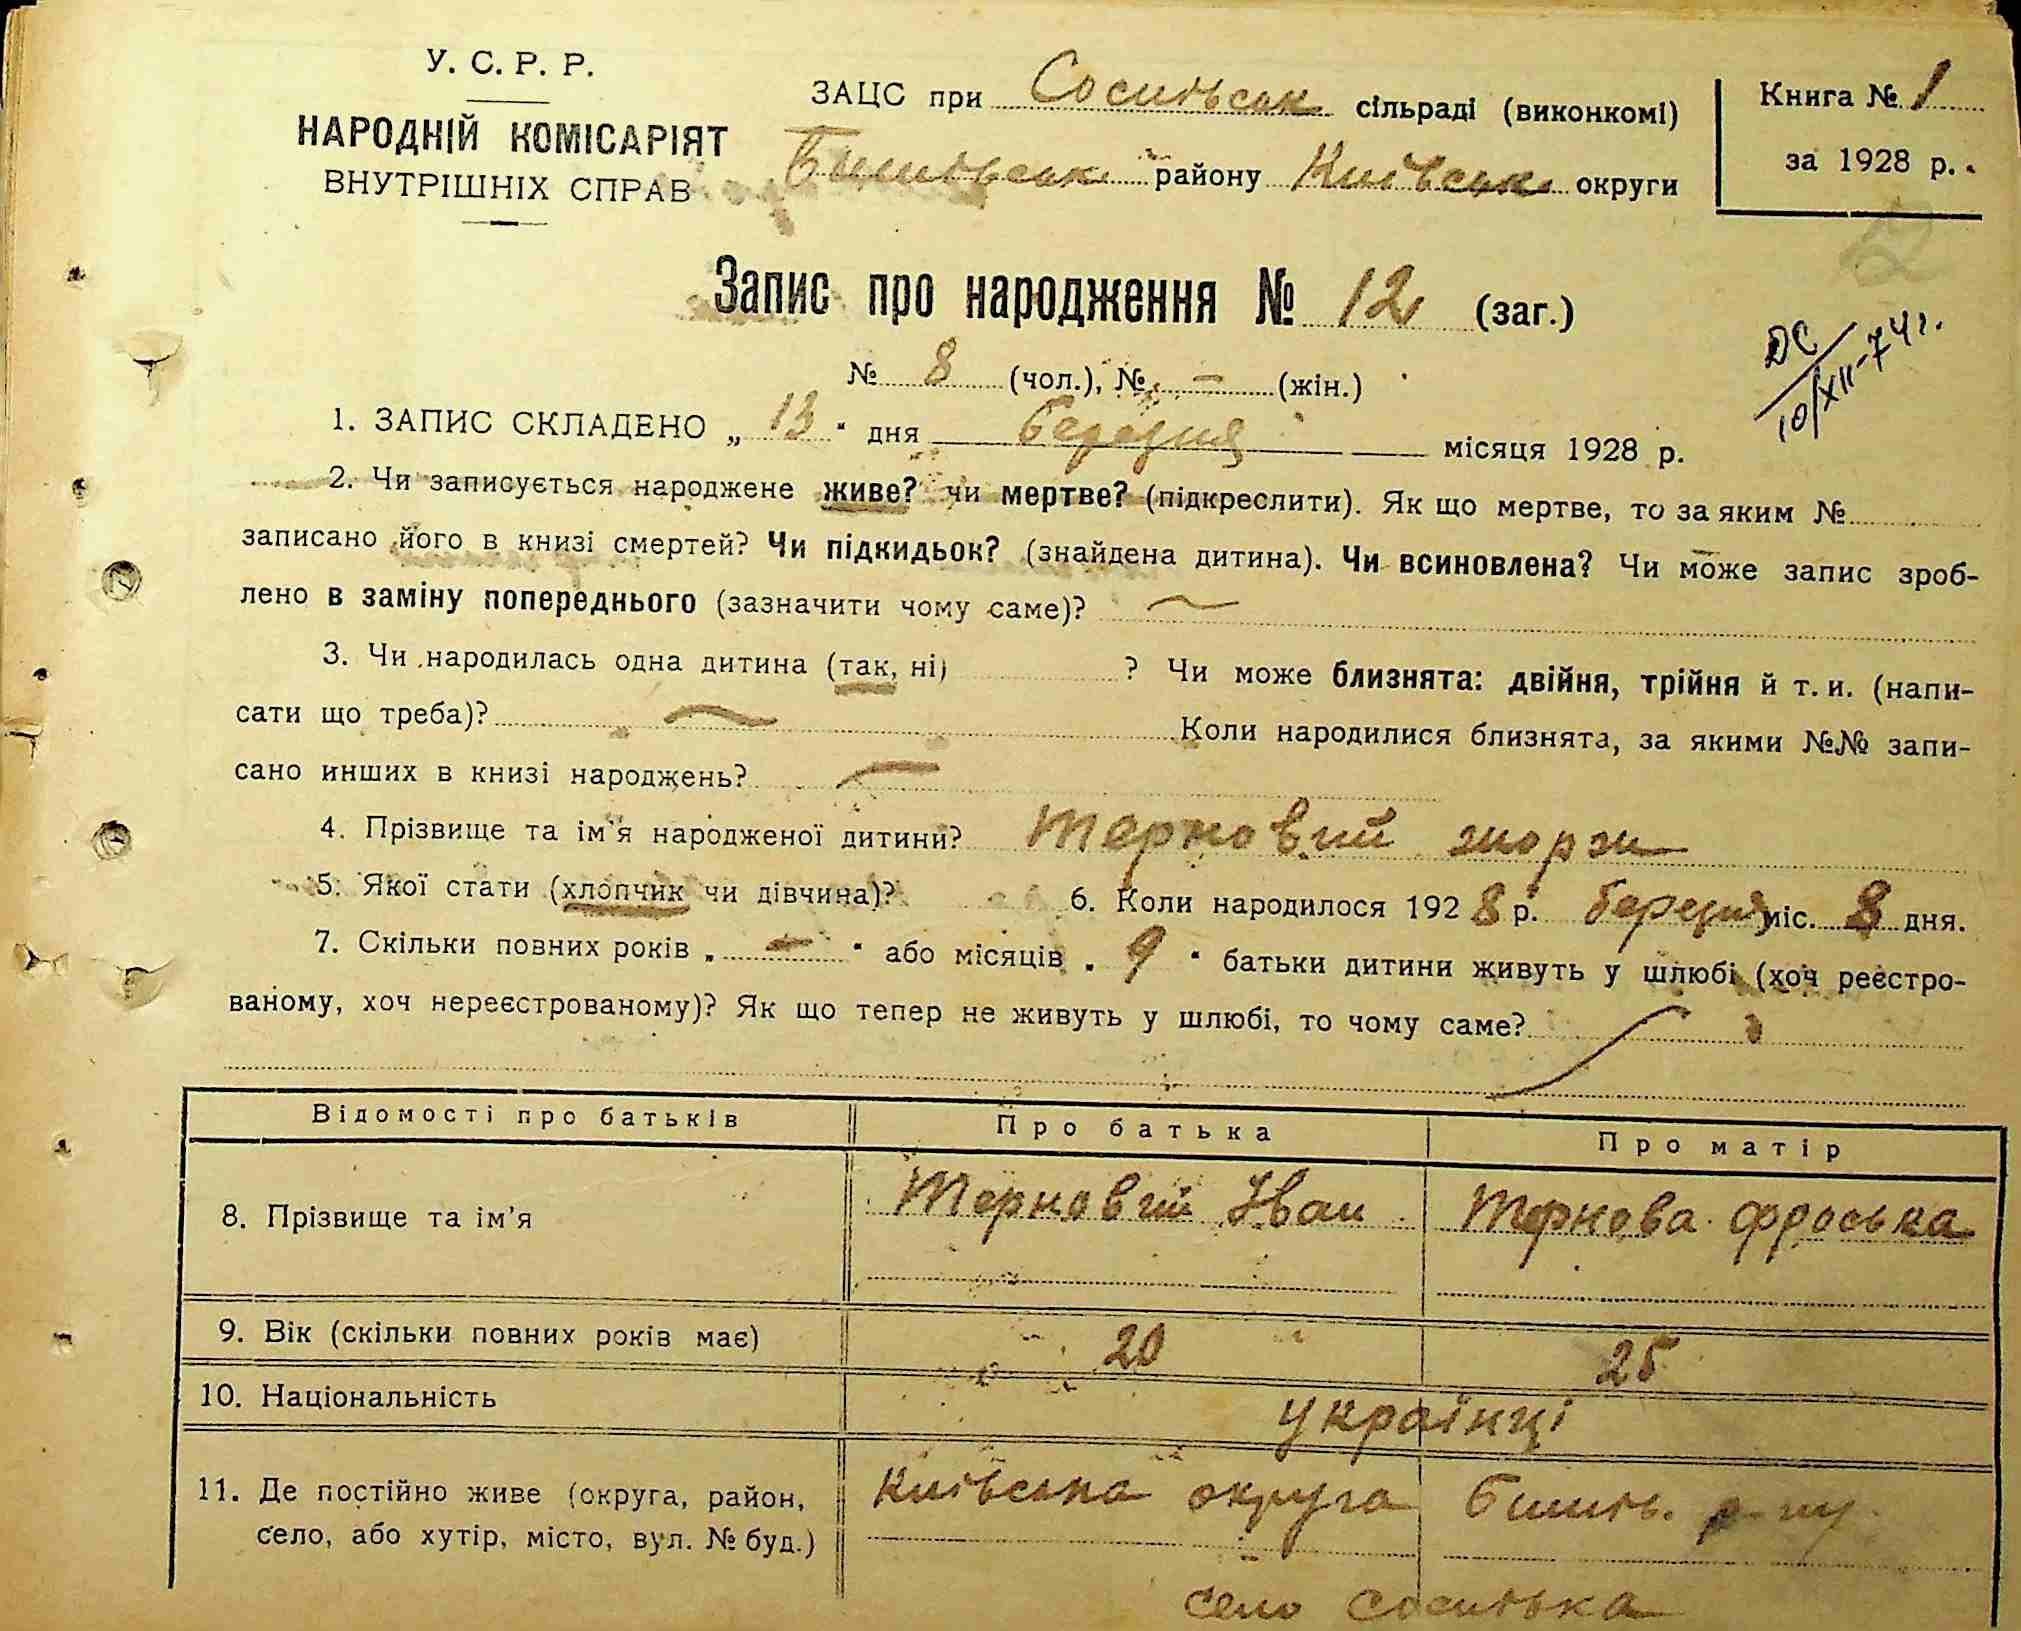 У. С. Р. Р.
НАРОДНІЙ КОМІСАРІЯТ
ВНУТРІШНІХ СПРАВ
ЗАЦС при Соснівськ сільраді (виконкомі)
району Київськ округи
Книга № 1
за 1928 р.
Запис про народження № 12 (заг.)
№ 8 (чол.), № – (жін.)
ДС
10/XII-74 г.
1. ЗАПИС СКЛАДЕНО „ 13 “ дня березня місяця 1928 р.
2. Чи записується народжене живе? чи мертве? (підкреслити). Як що мертве, то за яким №
записано його в книзі смертей? Чи підкидьок? (знайдена дитина). Чи всиновлена? Чи може запис зроб-
лено в заміну попереднього (зазначити чому саме)?
3. Чи народилась одна дитина (так, ні) ? Чи може близнята: двійня, трійня й т. и. (напи-
сати що треба)? Коли народилися близнята, за якими №№ запи-
сано инших в книзі народжень?
4. Прізвище та ім'я народженої дитини? Терновий жорж
5. Якої стати (хлопчик чи дівчина)? 6. Коли народилося 1928 р. березня міс. 8 дня.
7. Скільки повних років „ – “ або місяців „ 9 “ батьки дитини живуть у шлюбі (хоч реєстро-
ваному, хоч нереєстрованому)? Як що тепер не живуть у шлюбі, то чому саме?
Відомості про батьків Про батька Про матір
8. Прізвище та ім'я Терновий Іван Тернова Фроська
9. Вік (скільки повних років має) 20 25
10. Національність українці
11. Де постійно живе (округа, район, Київська округа р-ну
село, або хутір, місто, вул. № буд.)
село